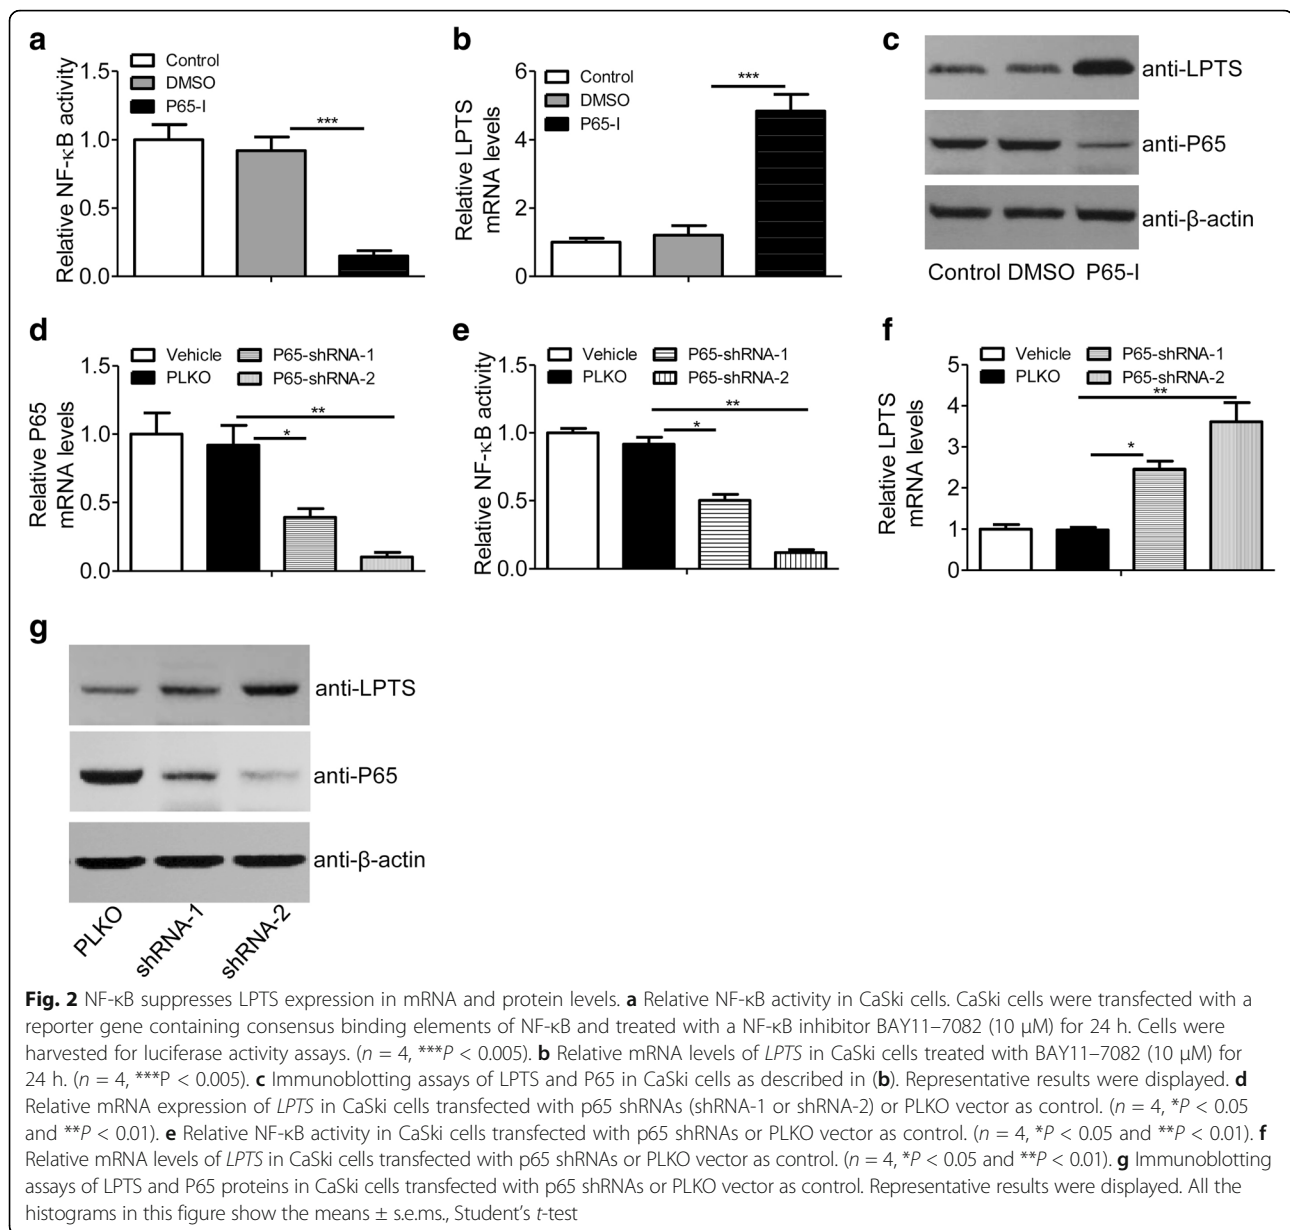 a
Relative NF-κB activity
1.5
1.0
0.5
0.0
Control
DMSO
P65-I
***
b
Relative LPTS
mRNA levels
6
4
2
0
Control
DMSO
P65-I
***
c
anti-LPTS
anti-P65
anti-β-actin
Control DMSO P65-I
d
Relative P65
mRNA levels
1.5
1.0
0.5
0.0
Vehicle
PLKO
P65-shRNA-1
P65-shRNA-2
**
*
e
Relative NF-κB activity
1.5
1.0
0.5
0.0
Vehicle
PLKO
P65-shRNA-1
P65-shRNA-2
**
*
f
Relative LPTS
mRNA levels
5
4
3
2
1
0
Vehicle
PLKO
P65-shRNA-1
P65-shRNA-2
**
*
g
anti-LPTS
anti-P65
anti-β-actin
PLKO
shRNA-1
shRNA-2
Fig. 2 NF-κB suppresses LPTS expression in mRNA and protein levels. a Relative NF-κB activity in CaSki cells. CaSki cells were transfected with a
reporter gene containing consensus binding elements of NF-κB and treated with a NF-κB inhibitor BAY11–7082 (10 μM) for 24 h. Cells were
harvested for luciferase activity assays. (n = 4, ***P < 0.005). b Relative mRNA levels of LPTS in CaSki cells treated with BAY11–7082 (10 μM) for
24 h. (n = 4, ***P < 0.005). c Immunoblotting assays of LPTS and P65 in CaSki cells as described in (b). Representative results were displayed. d
Relative mRNA expression of LPTS in CaSki cells transfected with p65 shRNAs (shRNA-1 or shRNA-2) or PLKO vector as control. (n = 4, *P < 0.05
and **P < 0.01). e Relative NF-κB activity in CaSki cells transfected with p65 shRNAs or PLKO vector as control. (n = 4, *P < 0.05 and **P < 0.01). f
Relative mRNA levels of LPTS in CaSki cells transfected with p65 shRNAs or PLKO vector as control. (n = 4, *P < 0.05 and **P < 0.01). g Immunoblotting
assays of LPTS and P65 proteins in CaSki cells transfected with p65 shRNAs or PLKO vector as control. Representative results were displayed. All the
histograms in this figure show the means ± s.e.ms., Student's t-test